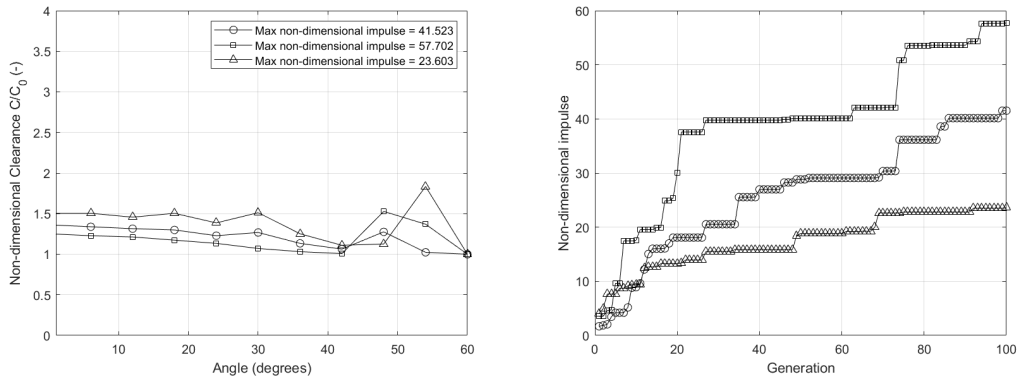 4
3.5
3
2.5
2
1.5
1
0.5
0
10 20 30 40 50 60
Angle (degrees)
Non-dimensional Clearance C/C0 (-)
Max non-dimensional impulse = 41.523
Max non-dimensional impulse = 57.702
Max non-dimensional impulse = 23.603
60
50
40
30
20
10
0
0 20 40 60 80 100
Generation
Non-dimensional impulse